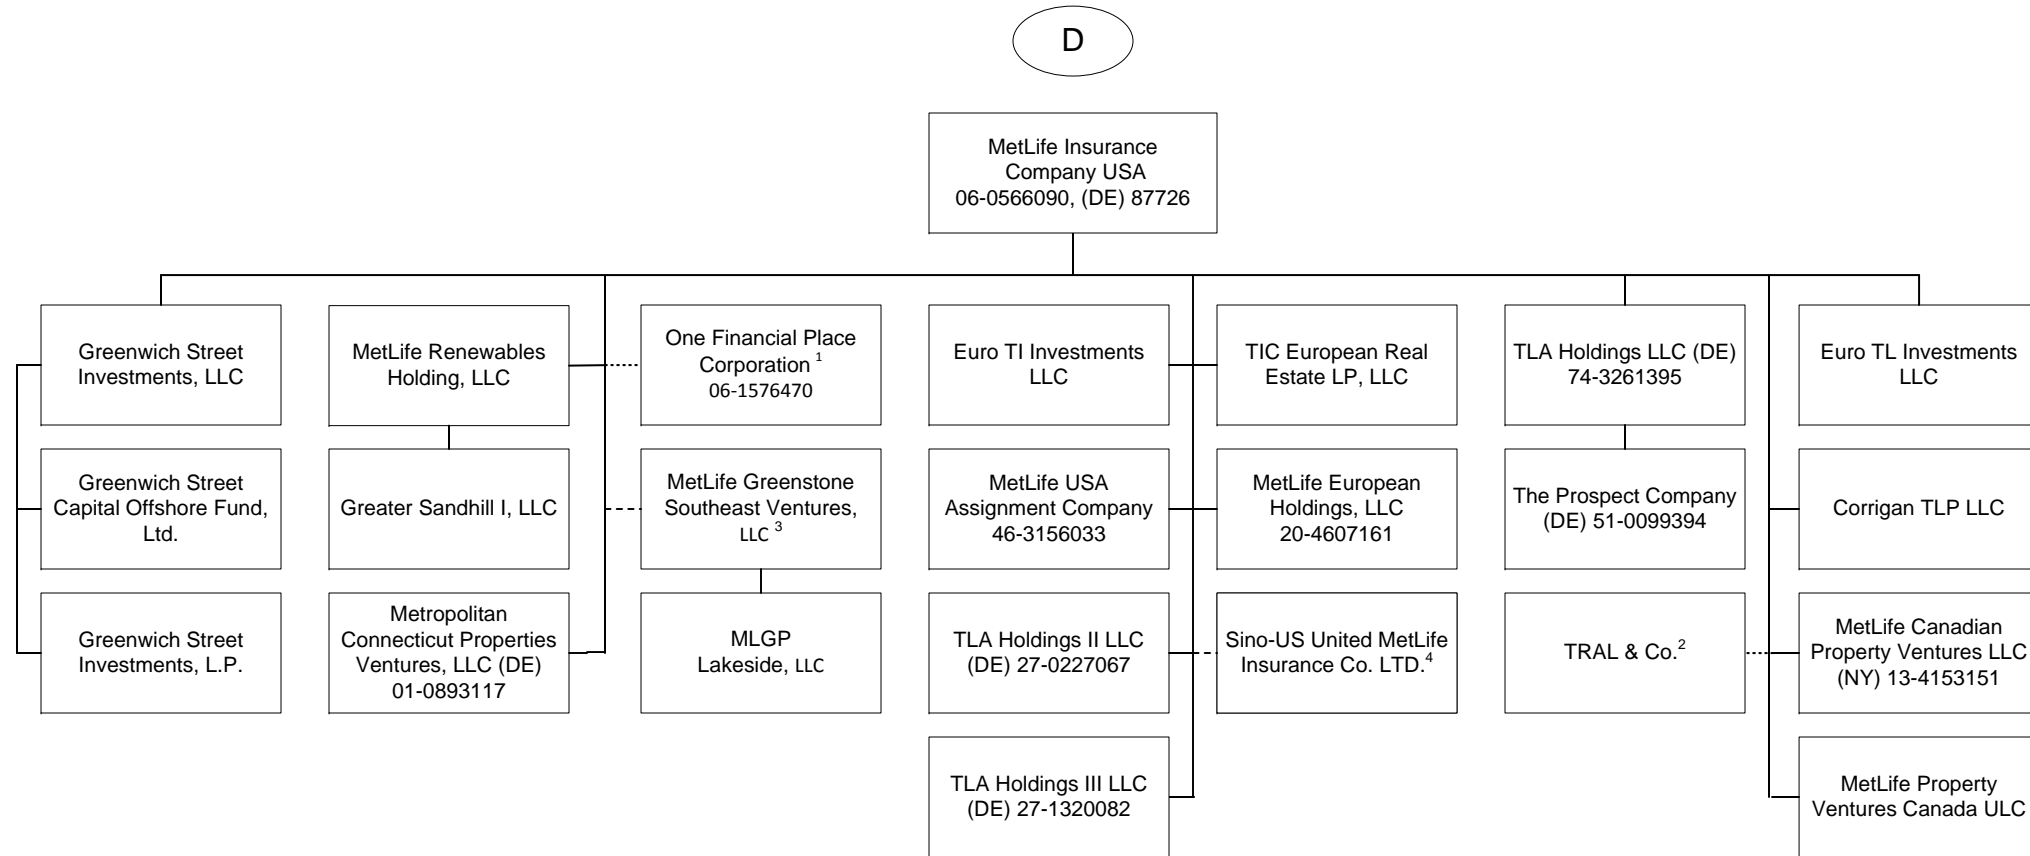 D
MetLife Insurance
Company USA
06-0566090, (DE) 87726
Greenwich Street
Investments, LLC
MetLife Renewables
Holding, LLC
One Financial Place
Corporation 1
06-1576470
Euro TI Investments
LLC
TIC European Real
Estate LP, LLC
TLA Holdings LLC (DE)
74-3261395
Euro TL Investments
LLC
Greenwich Street
Capital Offshore Fund,
Ltd.
Greater Sandhill I, LLC
MetLife Greenstone
Southeast Ventures,
LLC 3
MetLife USA
Assignment Company
46-3156033
MetLife European
Holdings, LLC
20-4607161
The Prospect Company
(DE) 51-0099394
Corrigan TLP LLC
Greenwich Street
Investments, L.P.
Metropolitan
Connecticut Properties
Ventures, LLC (DE)
01-0893117
MLGP
Lakeside, LLC
TLA Holdings II LLC
(DE) 27-0227067
Sino-US United MetLife
Insurance Co. LTD.4
TRAL & Co.2
MetLife Canadian
Property Ventures LLC
(NY) 13-4153151
TLA Holdings III LLC
(DE) 27-1320082
MetLife Property
Ventures Canada ULC